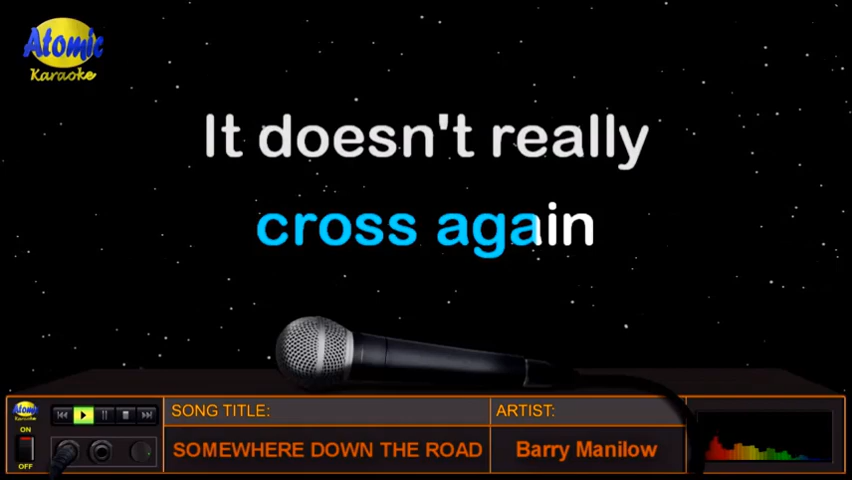 Atomic
Karaoke
It doesn't really
cross again
Atomic
Karaoke
ON
OFF
SONG TITLE:
SOMEWHERE DOWN THE ROAD
ARTIST:
Barry Manilow